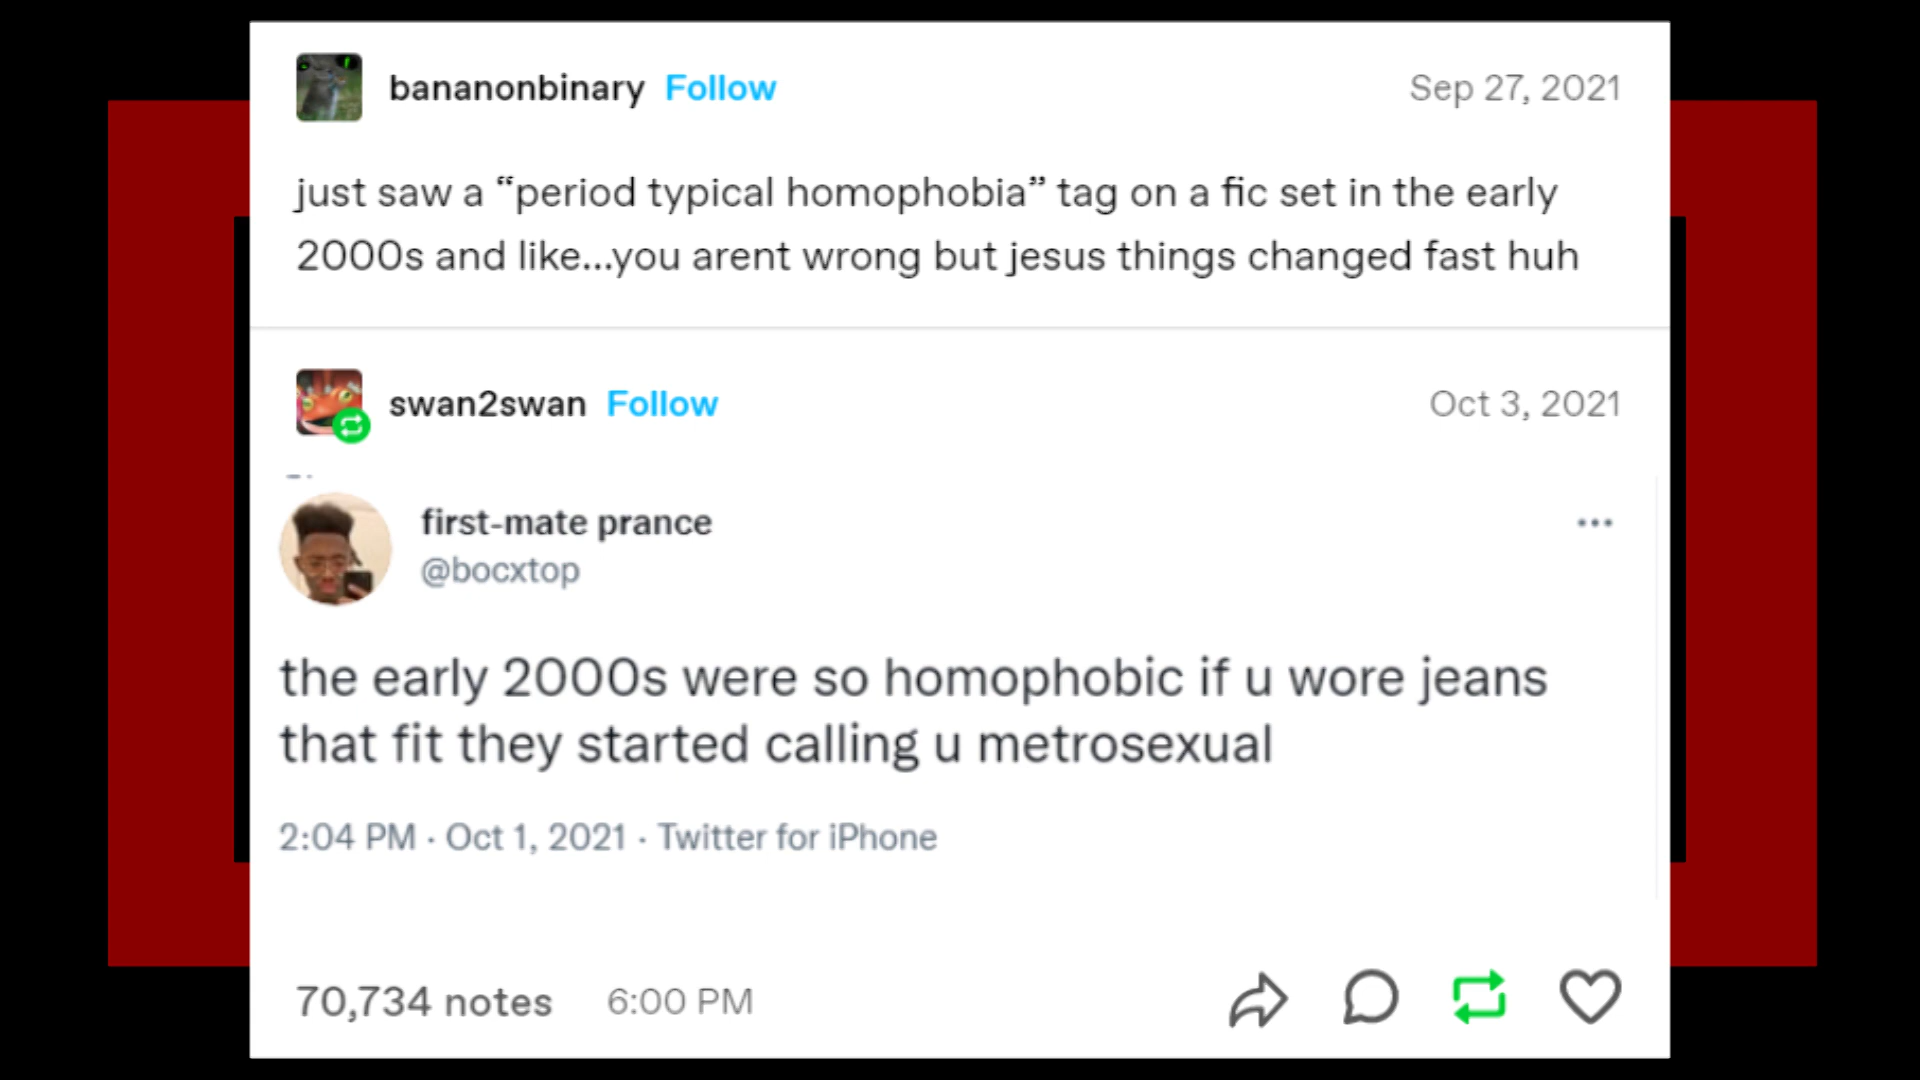 bananonbinary Follow Sep 27, 2021
just saw a “period typical homophobia” tag on a fic set in the early
2000s and like...you arent wrong but jesus things changed fast huh
swan2swan Follow Oct 3, 2021
first-mate prance
@bocxtop
the early 2000s were so homophobic if u wore jeans
that fit they started calling u metrosexual
2:04 PM · Oct 1, 2021 · Twitter for iPhone
70,734 notes 6:00 PM